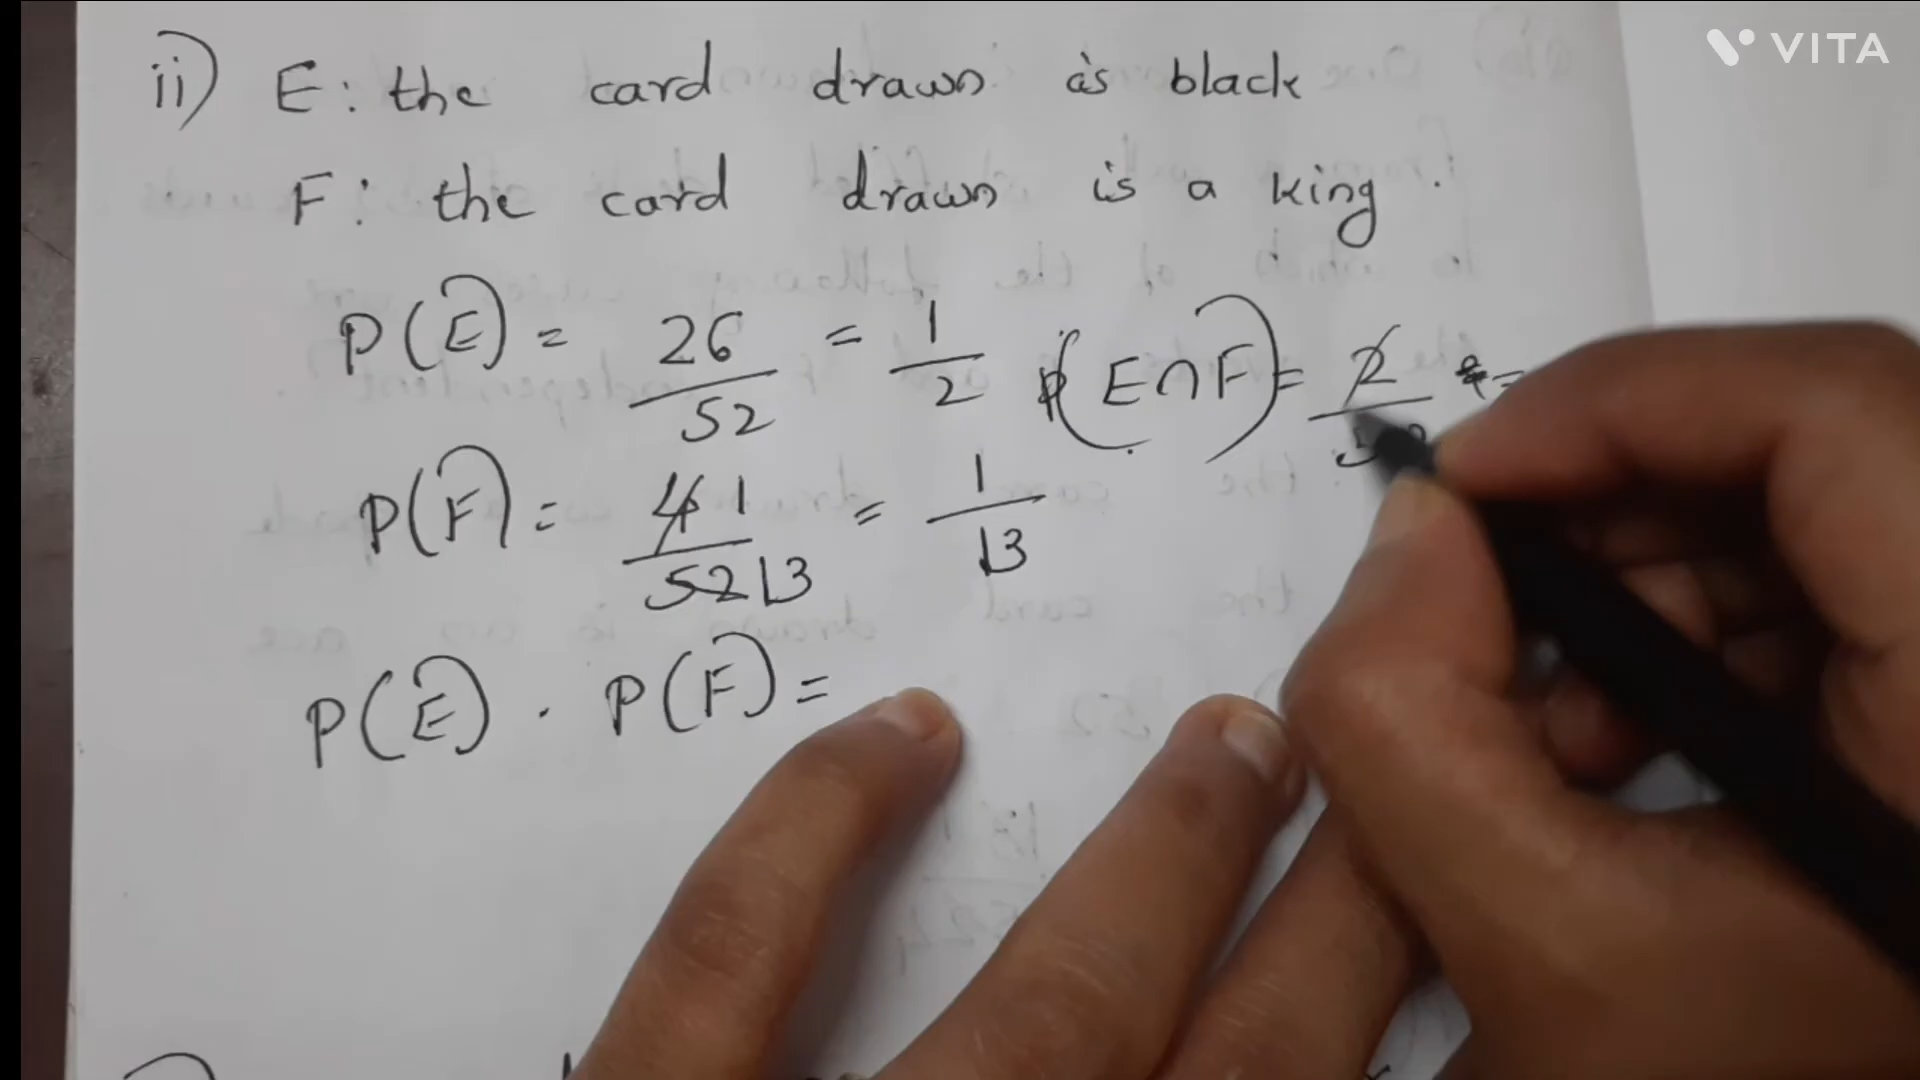 VITA
ii) E: the card drawn is black
F: the card drawn is a king.
P(E) = 26/52 = 1/2 P(E∩F) = 2/52 =
P(F) = 4 1/52 13 = 1/13
P(E) . P(F) =